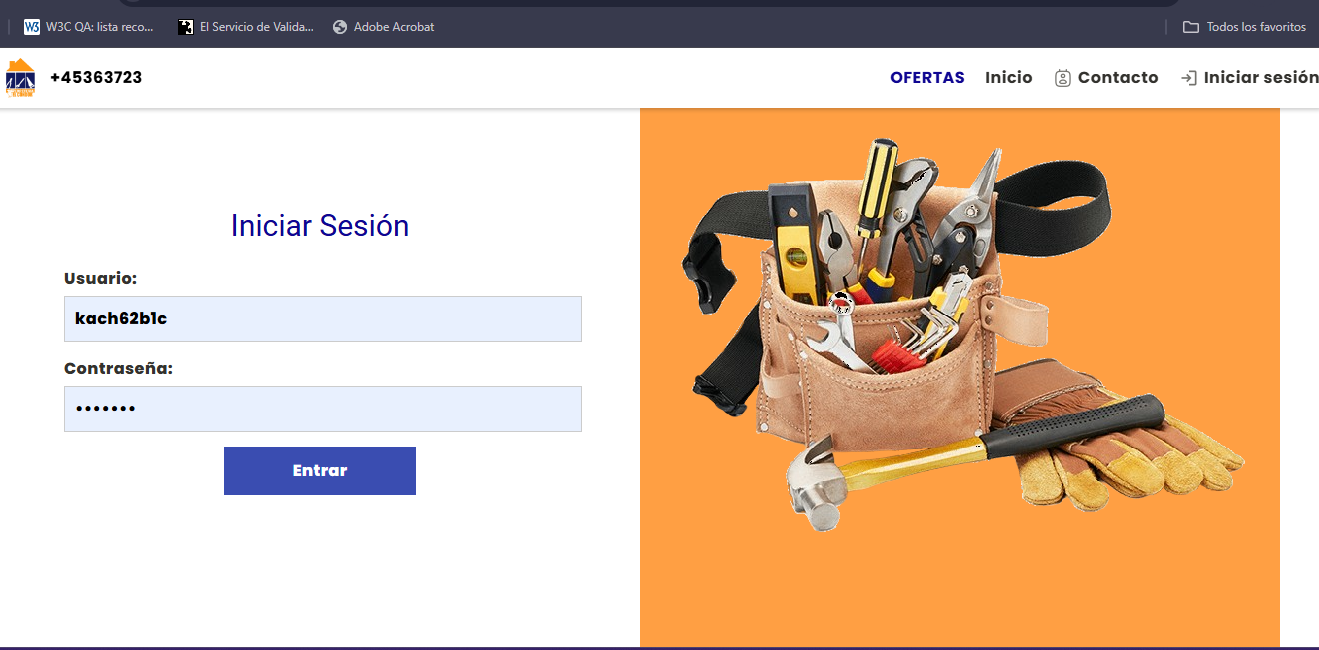 W3C QA: lista reco... El Servicio de Valida... Adobe Acrobat Todos los favoritos
+45363723 OFERTAS Inicio Contacto Iniciar sesión
Iniciar Sesión
Usuario:
kach62b1c
Contraseña:
•••••••
Entrar